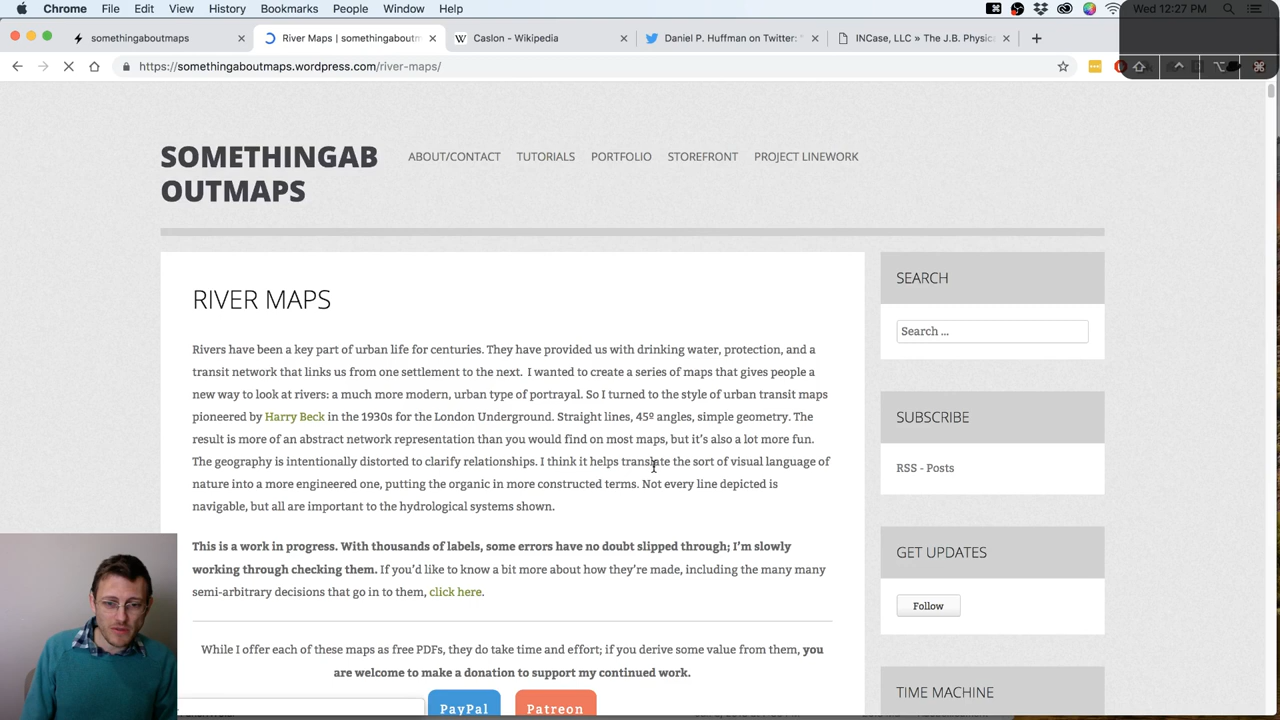 Chrome File Edit View History Bookmarks People Window Help Wed 12:27 PM
somethingaboutmaps River Maps | somethingaboutm Caslon - Wikipedia Daniel P. Huffman on Twitter: " INCase, LLC » The J.B. Physic
https://somethingaboutmaps.wordpress.com/river-maps/
SOMETHINGAB
OUTMAPS
ABOUT/CONTACT TUTORIALS PORTFOLIO STOREFRONT PROJECT LINEWORK
RIVER MAPS
Rivers have been a key part of urban life for centuries. They have provided us with drinking water, protection, and a
transit network that links us from one settlement to the next. I wanted to create a series of maps that gives people a
new way to look at rivers: a much more modern, urban type of portrayal. So I turned to the style of urban transit maps
pioneered by Harry Beck in the 1930s for the London Underground. Straight lines, 45º angles, simple geometry. The
result is more of an abstract network representation than you would find on most maps, but it's also a lot more fun.
The geography is intentionally distorted to clarify relationships. I think it helps translate the sort of visual language of
nature into a more engineered one, putting the organic in more constructed terms. Not every line depicted is
navigable, but all are important to the hydrological systems shown.
This is a work in progress. With thousands of labels, some errors have no doubt slipped through; I'm slowly
working through checking them. If you'd like to know a bit more about how they're made, including the many many
semi-arbitrary decisions that go in to them, click here.
While I offer each of these maps as free PDFs, they do take time and effort; if you derive some value from them, you
are welcome to make a donation to support my continued work.
PayPal Patreon
SEARCH
Search ...
SUBSCRIBE
RSS - Posts
GET UPDATES
Follow
TIME MACHINE